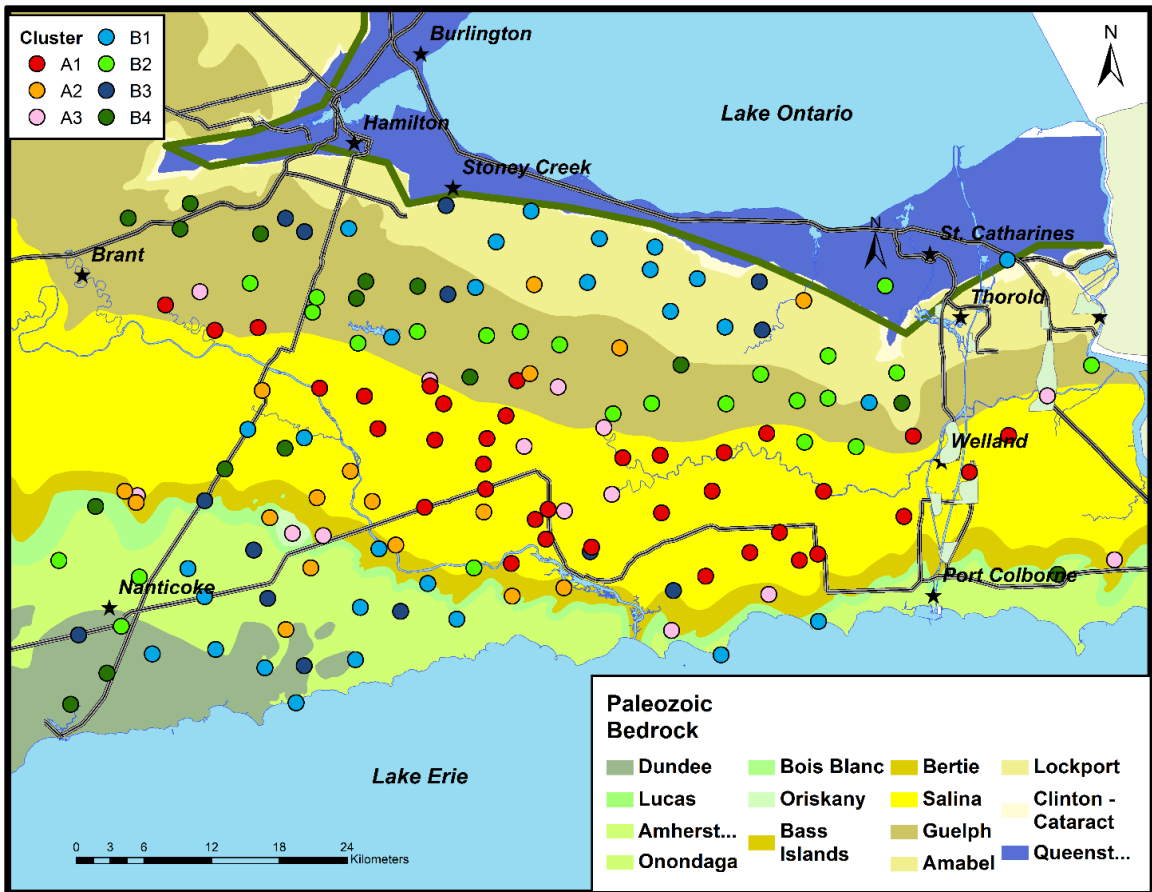 Cluster
A1
A2
A3
B1
B2
B3
B4
Burlington
N
Lake Ontario
Hamilton
Stoney Creek
N
St. Catharines
Brant
Thorold
Welland
Nanticoke
Port Colborne
Lake Erie
0 3 6 12 18 24
Kilometers
Paleozoic
Bedrock
Dundee
Lucas
Amherst...
Onondaga
Bois Blanc
Oriskany
Bass
Islands
Bertie
Salina
Guelph
Amabel
Lockport
Clinton -
Cataract
Queenst...